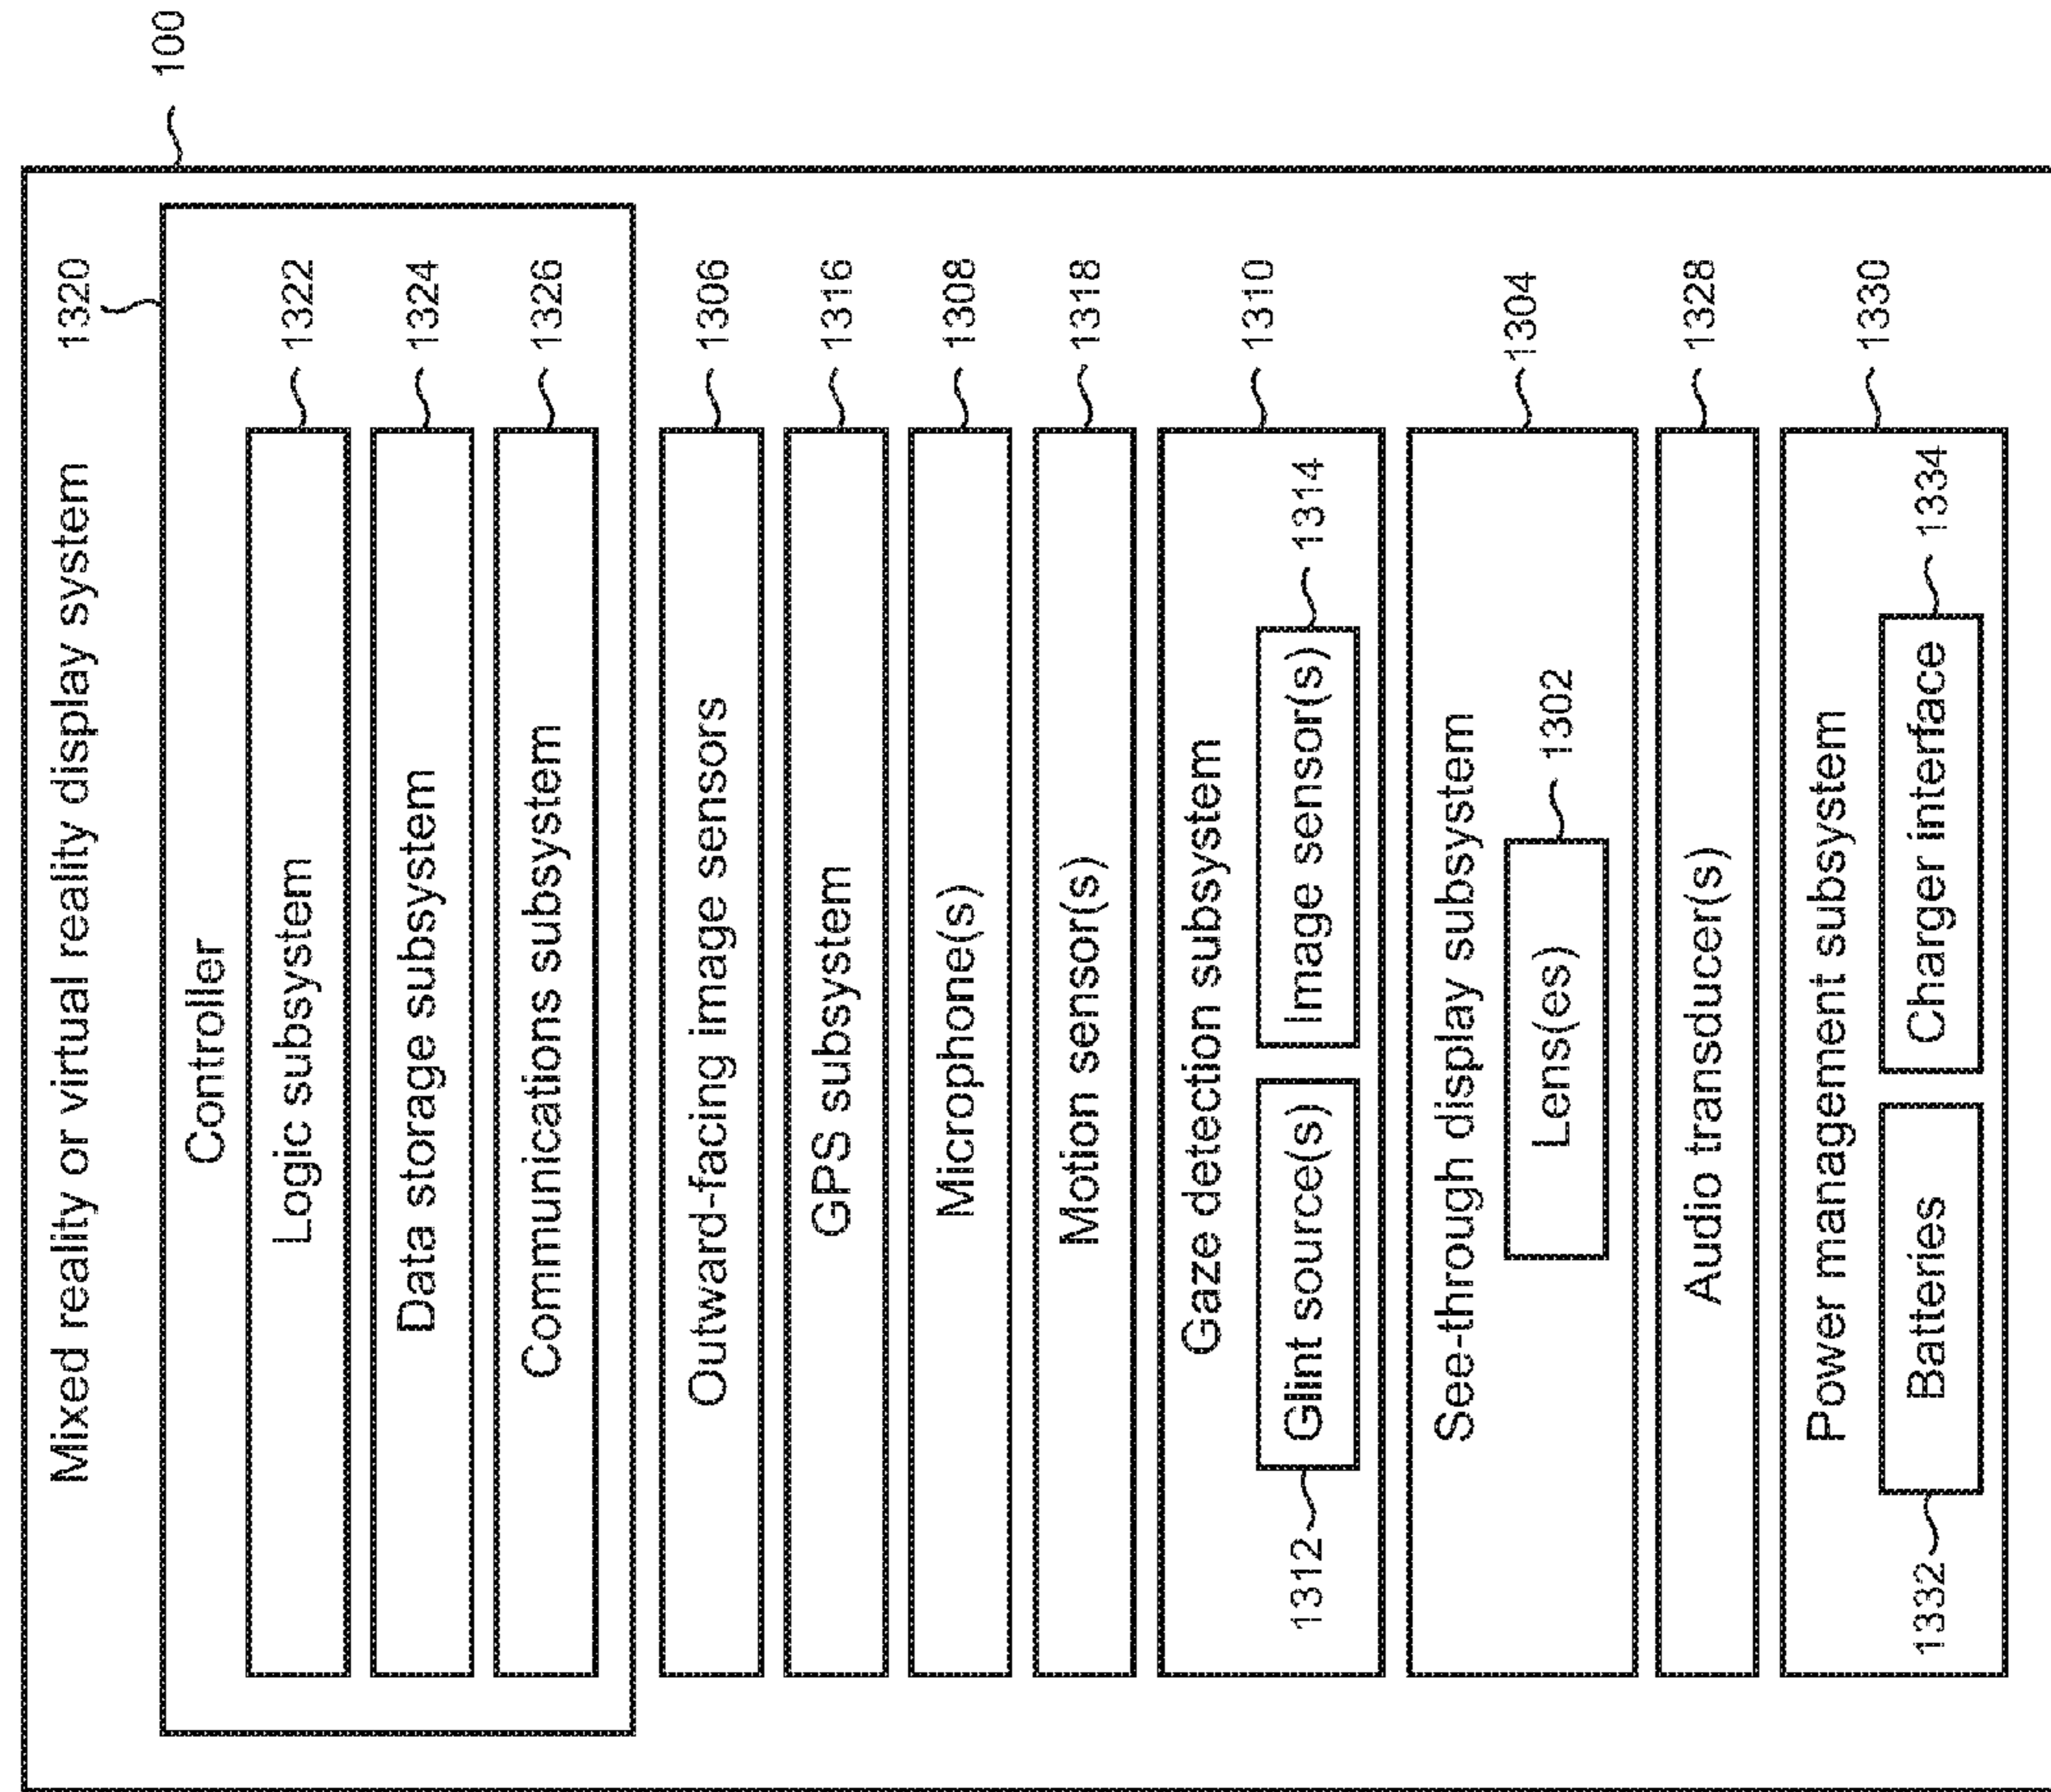 100
Mixed reality or virtual reality display system
1320
Controller
Logic subsystem
1322
Data storage subsystem
1324
Communications subsystem
1326
Outward-facing image sensors
1306
GPS subsystem
1316
Microphone(s)
1308
Motion sensor(s)
1318
Gaze detection subsystem
1310
1312
Glint source(s)
Image sensor(s)
1314
See-through display subsystem
1304
Lens(es)
1302
Audio transducer(s)
1328
Power management subsystem
1330
1332
Batteries
Charger interface
1334